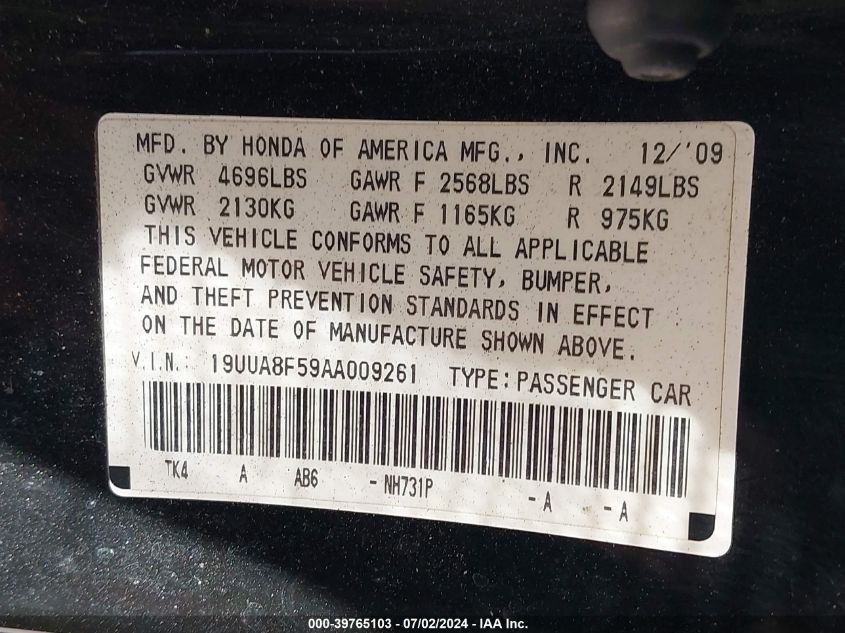 MFD. BY HONDA OF AMERICA MFG., INC. 12/'09
GVWR 4696LBS GAWR F 2568LBS R 2149LBS
GVWR 2130KG GAWR F 1165KG R 975KG
THIS VEHICLE CONFORMS TO ALL APPLICABLE
FEDERAL MOTOR VEHICLE SAFETY, BUMPER,
AND THEFT PREVENTION STANDARDS IN EFFECT
ON THE DATE OF MANUFACTURE SHOWN ABOVE.
V.I.N.: 19UUA8F59AA009261 TYPE: PASSENGER CAR
TK4 A AB6 - NH731P - A - A
000-39765103 - 07/02/2024 - IAA Inc.